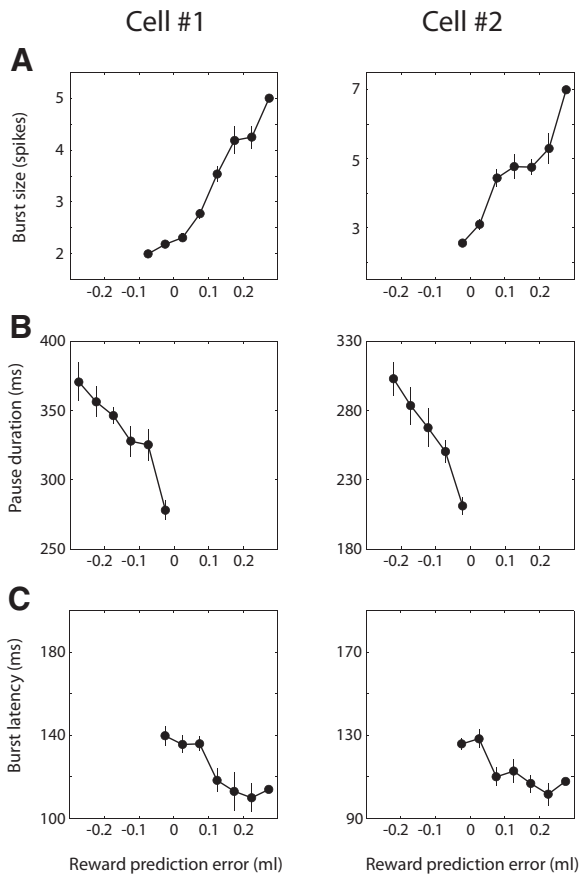 Cell #1
Cell #2
A
Burst size (spikes)
5
4
3
2
-0.2 -0.1 0 0.1 0.2
7
5
3
-0.2 -0.1 0 0.1 0.2
B
Pause duration (ms)
400
350
300
250
-0.2 -0.1 0 0.1 0.2
330
280
230
180
-0.2 -0.1 0 0.1 0.2
C
Burst latency (ms)
180
140
100
-0.2 -0.1 0 0.1 0.2
Reward prediction error (ml)
170
130
90
-0.2 -0.1 0 0.1 0.2
Reward prediction error (ml)